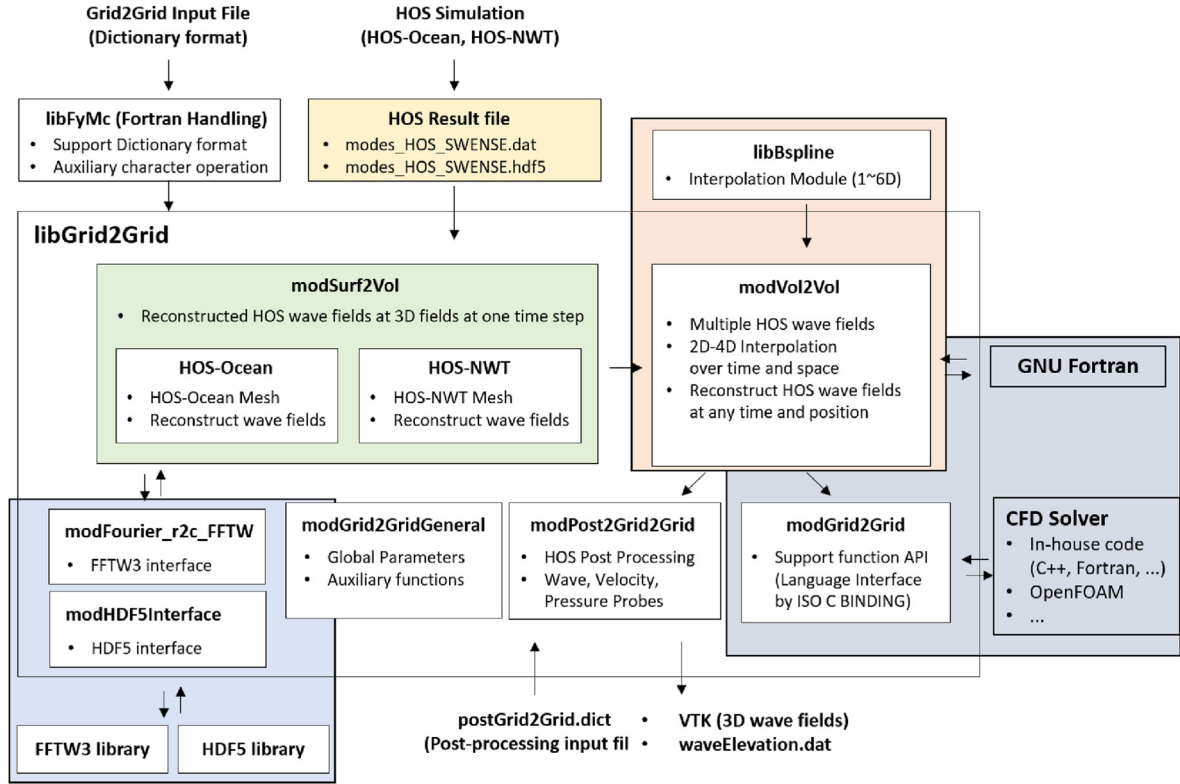 Grid2Grid Input File
(Dictionary format)
HOS Simulation
(HOS-Ocean, HOS-NWT)
libFyMc (Fortran Handling)
• Support Dictionary format
• Auxiliary character operation
HOS Result file
• modes_HOS_SWENSE.dat
• modes_HOS_SWENSE.hdf5
libBspline
• Interpolation Module (1~6D)
libGrid2Grid
modSurf2Vol
• Reconstructed HOS wave fields at 3D fields at one time step
HOS-Ocean
• HOS-Ocean Mesh
• Reconstruct wave fields
HOS-NWT
• HOS-NWT Mesh
• Reconstruct wave fields
modVol2Vol
• Multiple HOS wave fields
• 2D-4D Interpolation
over time and space
• Reconstruct HOS wave fields
at any time and position
GNU Fortran
modFourier_r2c_FFTW
• FFTW3 interface
modHDF5Interface
• HDF5 interface
modGrid2GridGeneral
• Global Parameters
• Auxiliary functions
modPost2Grid2Grid
• HOS Post Processing
• Wave, Velocity,
Pressure Probes
modGrid2Grid
• Support function API
(Language Interface
by ISO C BINDING)
CFD Solver
• In-house code
(C++, Fortran, ...)
• OpenFOAM
• ...
FFTW3 library
HDF5 library
postGrid2Grid.dict
(Post-processing input fil
• VTK (3D wave fields)
• waveElevation.dat